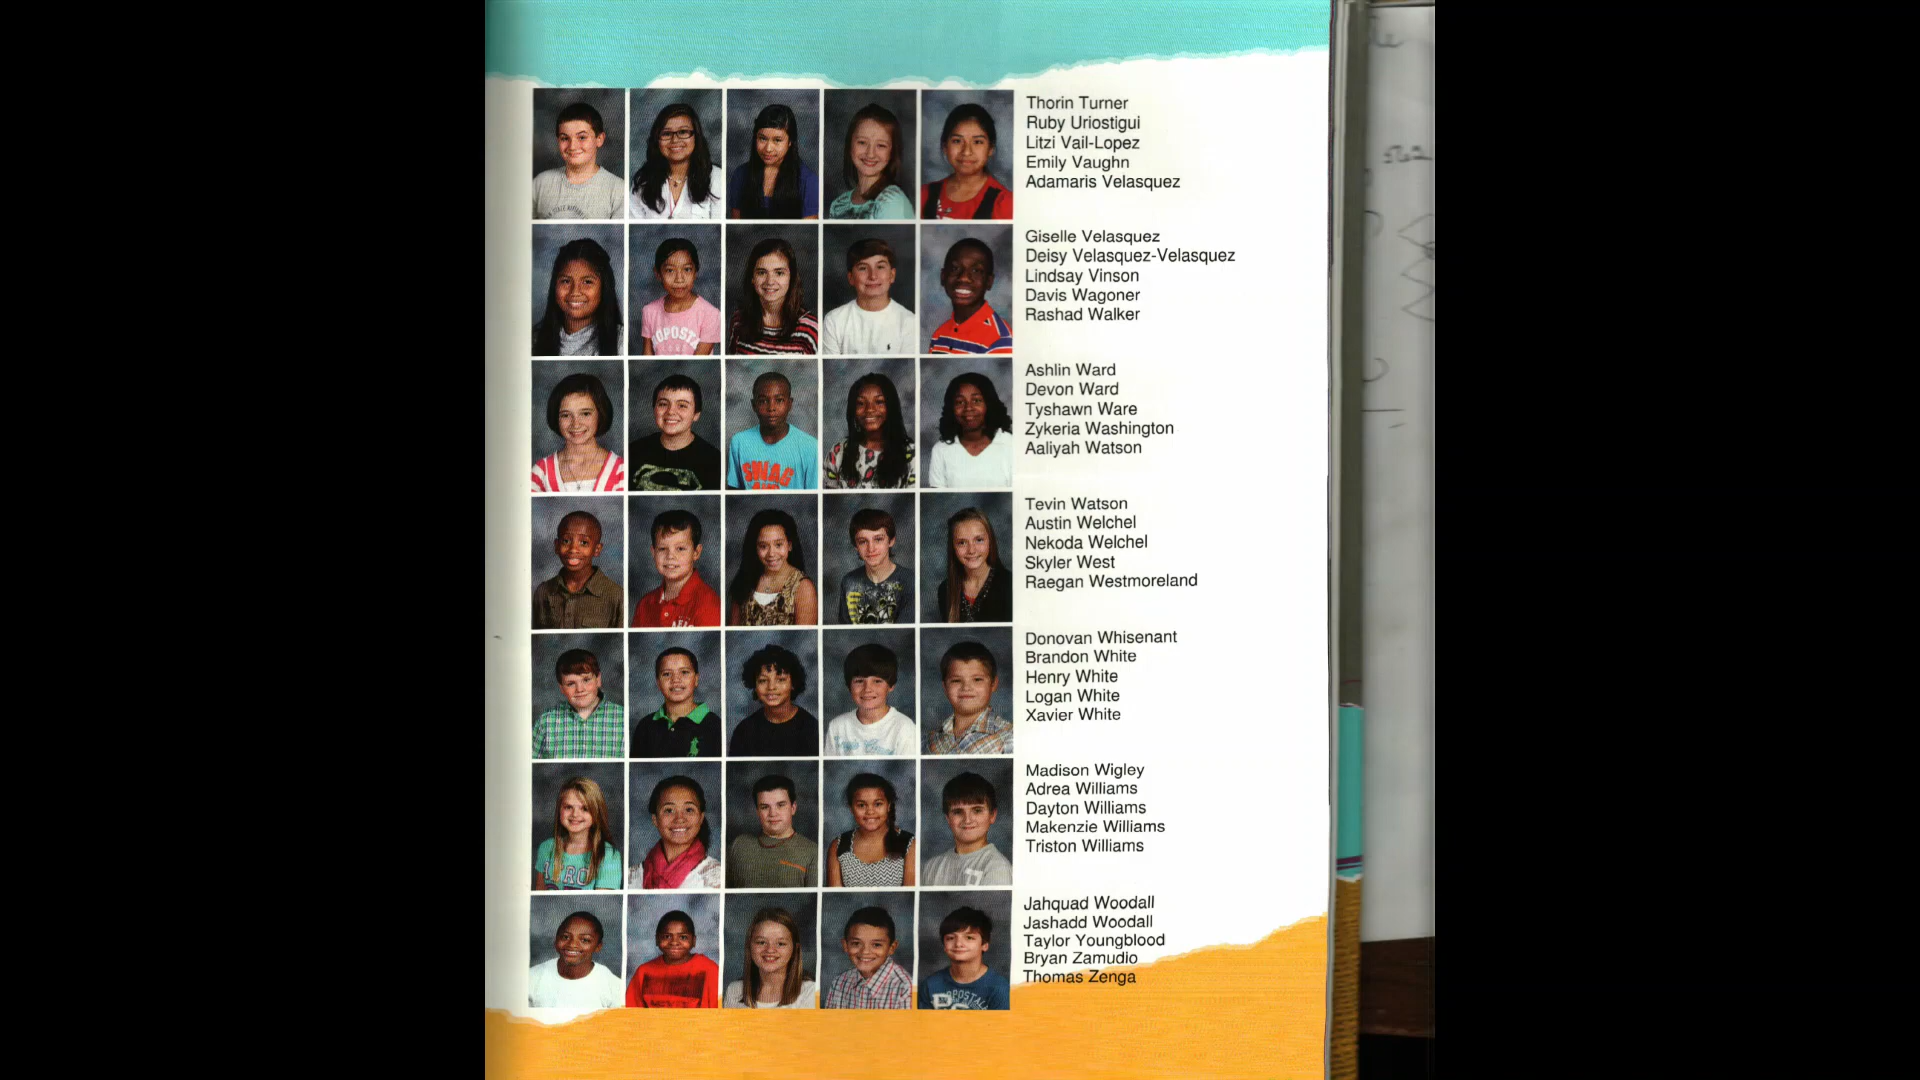 Thorin Turner
Ruby Uriostigui
Litzi Vail-Lopez
Emily Vaughn
Adamaris Velasquez
Giselle Velasquez
Deisy Velasquez-Velasquez
Lindsay Vinson
Davis Wagoner
Rashad Walker
Ashlin Ward
Devon Ward
Tyshawn Ware
Zykeria Washington
Aaliyah Watson
SWAG
Tevin Watson
Austin Welchel
Nekoda Welchel
Skyler West
Raegan Westmoreland
Donovan Whisenant
Brandon White
Henry White
Logan White
Xavier White
Madison Wigley
Adrea Williams
Dayton Williams
Makenzie Williams
Triston Williams
Jahquad Woodall
Jashadd Woodall
Taylor Youngblood
Bryan Zamudio
Thomas Zenga